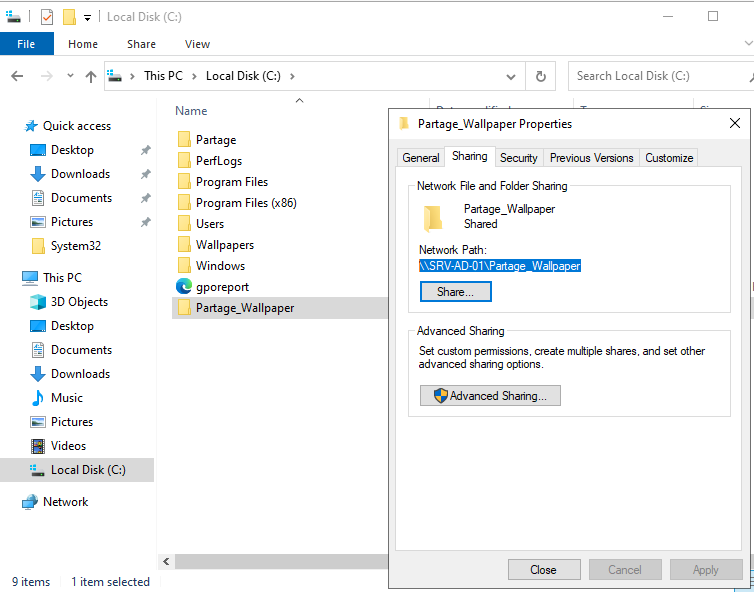 Local Disk (C:)
File Home Share View
This PC Local Disk (C:)
Search Local Disk (C:)
Name
Quick access
Desktop
Downloads
Documents
Pictures
System32
This PC
3D Objects
Desktop
Documents
Downloads
Music
Pictures
Videos
Local Disk (C:)
Network
Partage
PerfLogs
Program Files
Program Files (x86)
Users
Wallpapers
Windows
gporeport
Partage_Wallpaper
Partage_Wallpaper Properties
General Sharing Security Previous Versions Customize
Network File and Folder Sharing
Partage_Wallpaper
Shared
Network Path:
\\SRV-AD-01\Partage_Wallpaper
Share...
Advanced Sharing
Set custom permissions, create multiple shares, and set other
advanced sharing options.
Advanced Sharing...
Close Cancel Apply
9 items 1 item selected